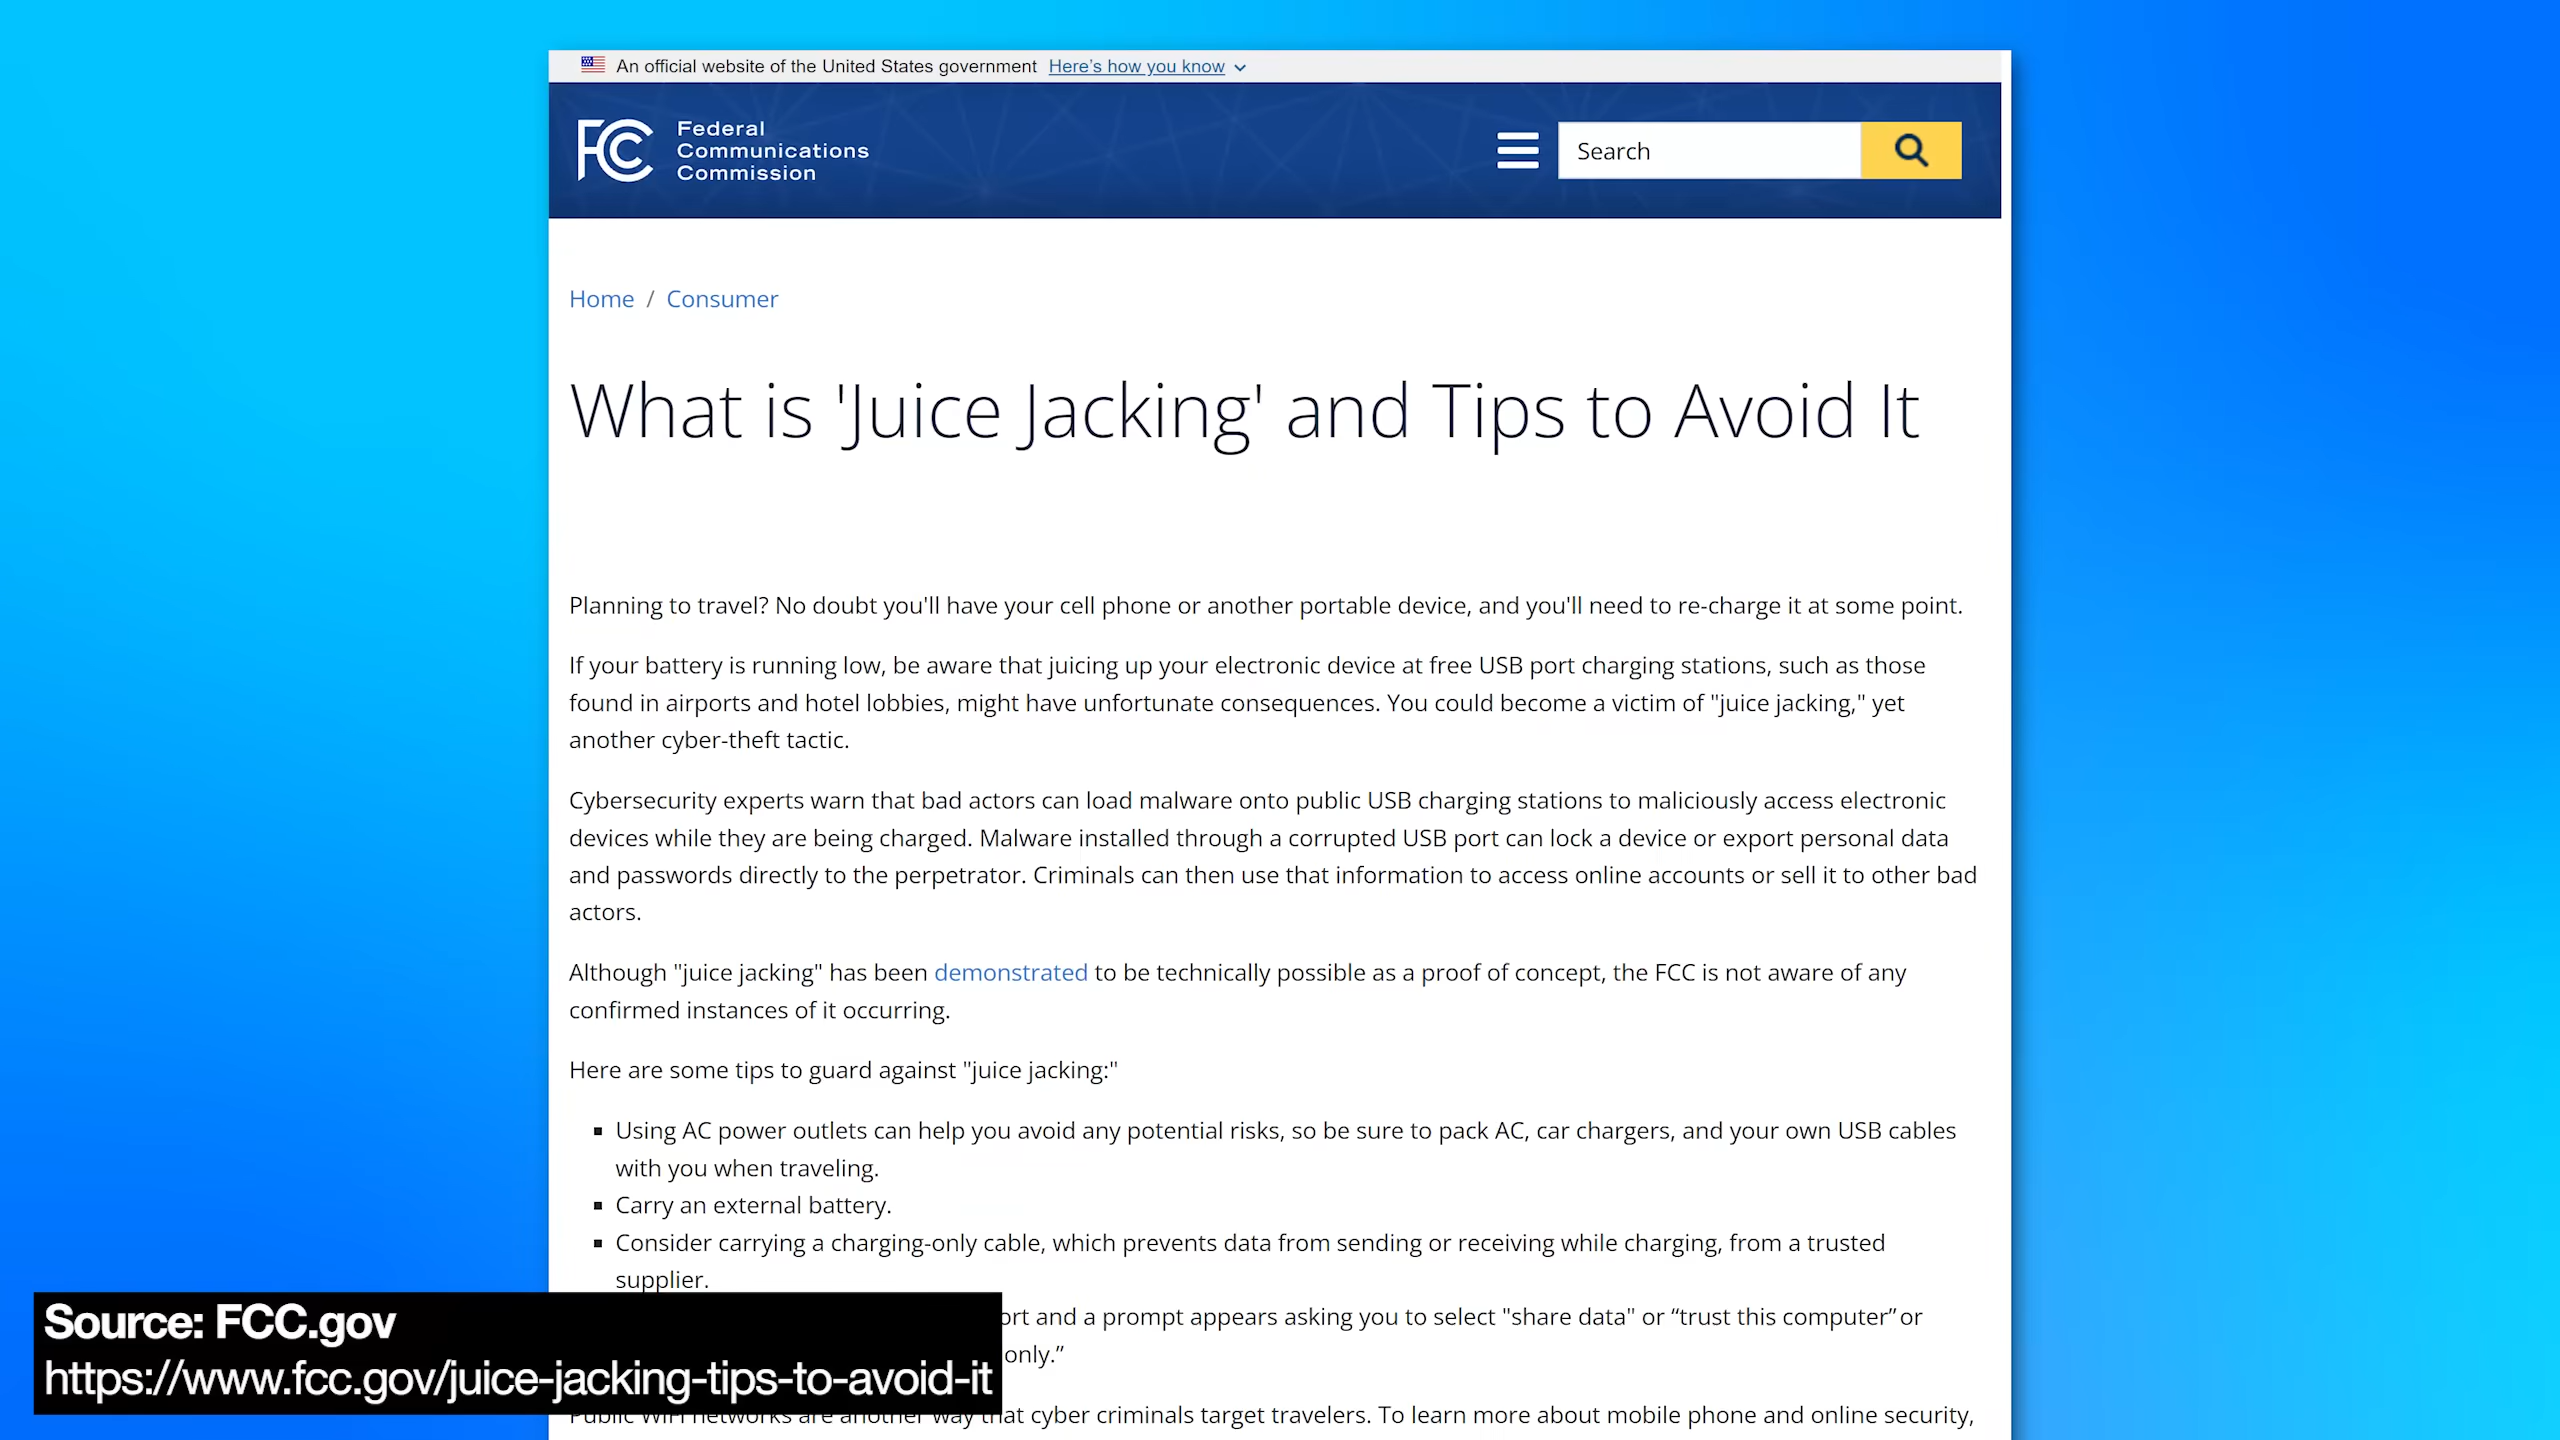 An official website of the United States government Here's how you know
Federal
Communications
Commission
Search
Home / Consumer
What is 'Juice Jacking' and Tips to Avoid It
Planning to travel? No doubt you'll have your cell phone or another portable device, and you'll need to re-charge it at some point.
If your battery is running low, be aware that juicing up your electronic device at free USB port charging stations, such as those
found in airports and hotel lobbies, might have unfortunate consequences. You could become a victim of "juice jacking," yet
another cyber-theft tactic.
Cybersecurity experts warn that bad actors can load malware onto public USB charging stations to maliciously access electronic
devices while they are being charged. Malware installed through a corrupted USB port can lock a device or export personal data
and passwords directly to the perpetrator. Criminals can then use that information to access online accounts or sell it to other bad
actors.
Although "juice jacking" has been demonstrated to be technically possible as a proof of concept, the FCC is not aware of any
confirmed instances of it occurring.
Here are some tips to guard against "juice jacking:"
▪ Using AC power outlets can help you avoid any potential risks, so be sure to pack AC, car chargers, and your own USB cables
with you when traveling.
▪ Carry an external battery.
▪ Consider carrying a charging-only cable, which prevents data from sending or receiving while charging, from a trusted
supplier.
and a prompt appears asking you to select "share data" or “trust this computer” or
only.”
Public WiFi networks are another way that cyber criminals target travelers. To learn more about mobile phone and online security,
Source: FCC.gov
https://www.fcc.gov/juice-jacking-tips-to-avoid-it